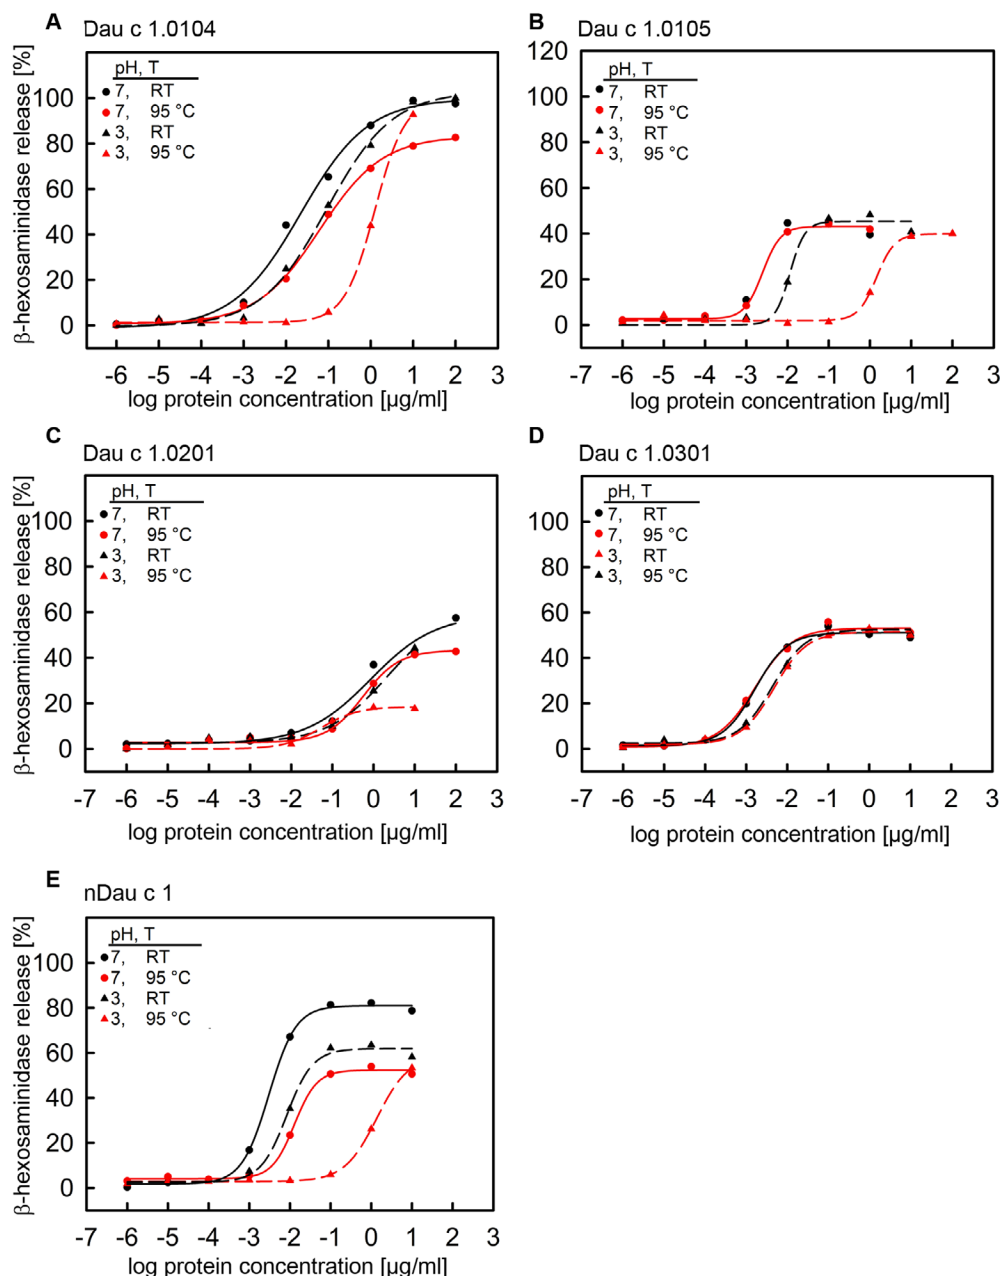 A
Dau c 1.0104
β-hexosaminidase release [%]
pH, T
7, RT
7, 95 °C
3, RT
3, 95 °C
100
80
60
40
20
0
-6 -5 -4 -3 -2 -1 0 1 2 3
log protein concentration [µg/ml]
B
Dau c 1.0105
120
100
80
60
40
20
0
pH, T
7, RT
7, 95 °C
3, RT
3, 95 °C
-7 -6 -5 -4 -3 -2 -1 0 1 2 3
log protein concentration [µg/ml]
C
Dau c 1.0201
β-hexosaminidase release [%]
pH, T
7, RT
7, 95 °C
3, RT
3, 95 °C
100
80
60
40
20
0
-7 -6 -5 -4 -3 -2 -1 0 1 2 3
log protein concentration [µg/ml]
D
Dau c 1.0301
pH, T
7, RT
7, 95 °C
3, RT
3, 95 °C
100
80
60
40
20
0
-7 -6 -5 -4 -3 -2 -1 0 1 2 3
log protein concentration [µg/ml]
E
nDau c 1
β-hexosaminidase release [%]
pH, T
7, RT
7, 95 °C
3, RT
3, 95 °C
100
80
60
40
20
0
-7 -6 -5 -4 -3 -2 -1 0 1 2 3
log protein concentration [µg/ml]